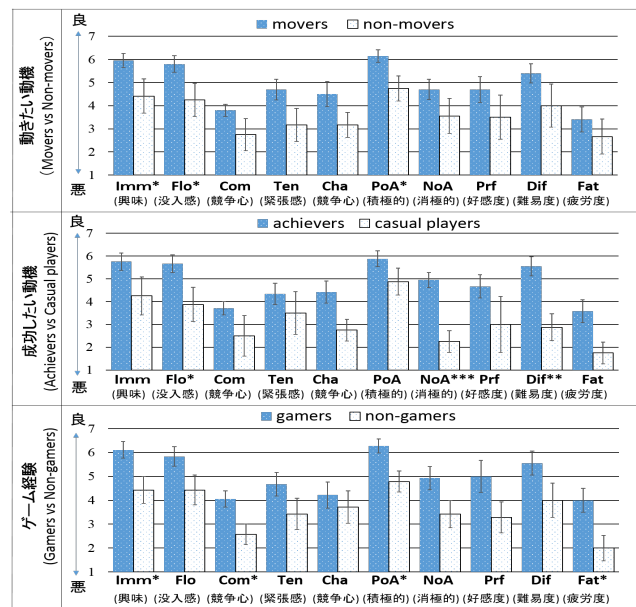 良
movers non-movers
7
6
5
4
3
2
1
悪
動きたい動機
(Movers vs Non-movers)
Imm* Flo* Com Ten Cha PoA* NoA Prf Dif Fat
(興味) (没入感) (競争心) (緊張感) (競争心) (積極的) (消極的) (好感度) (難易度) (疲労度)
良
achievers casual players
7
6
5
4
3
2
1
悪
成功したい動機
(Achievers vs Casual players)
Imm Flo* Com Ten Cha PoA NoA*** Prf Dif** Fat
(興味) (没入感) (競争心) (緊張感) (競争心) (積極的) (消極的) (好感度) (難易度) (疲労度)
良
gamers non-gamers
7
6
5
4
3
2
1
悪
ゲーム経験
(Gamers vs Non-gamers)
Imm* Flo Com* Ten Cha PoA* NoA Prf Dif Fat*
(興味) (没入感) (競争心) (緊張感) (競争心) (積極的) (消極的) (好感度) (難易度) (疲労度)